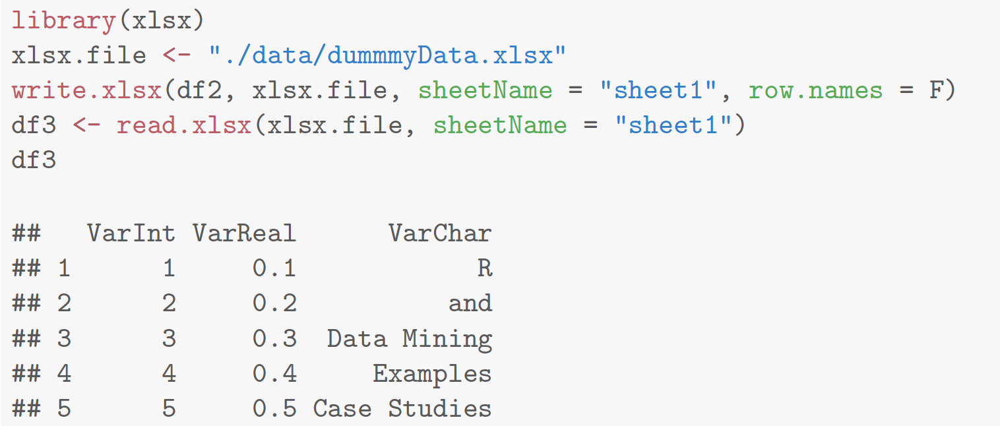 library(xlsx)
xlsx.file <- "./data/dummmyData.xlsx"
write.xlsx(df2, xlsx.file, sheetName = "sheet1", row.names = F)
df3 <- read.xlsx(xlsx.file, sheetName = "sheet1")
df3
##   VarInt VarReal      VarChar
## 1      1     0.1            R
## 2      2     0.2          and
## 3      3     0.3  Data Mining
## 4      4     0.4     Examples
## 5      5     0.5 Case Studies